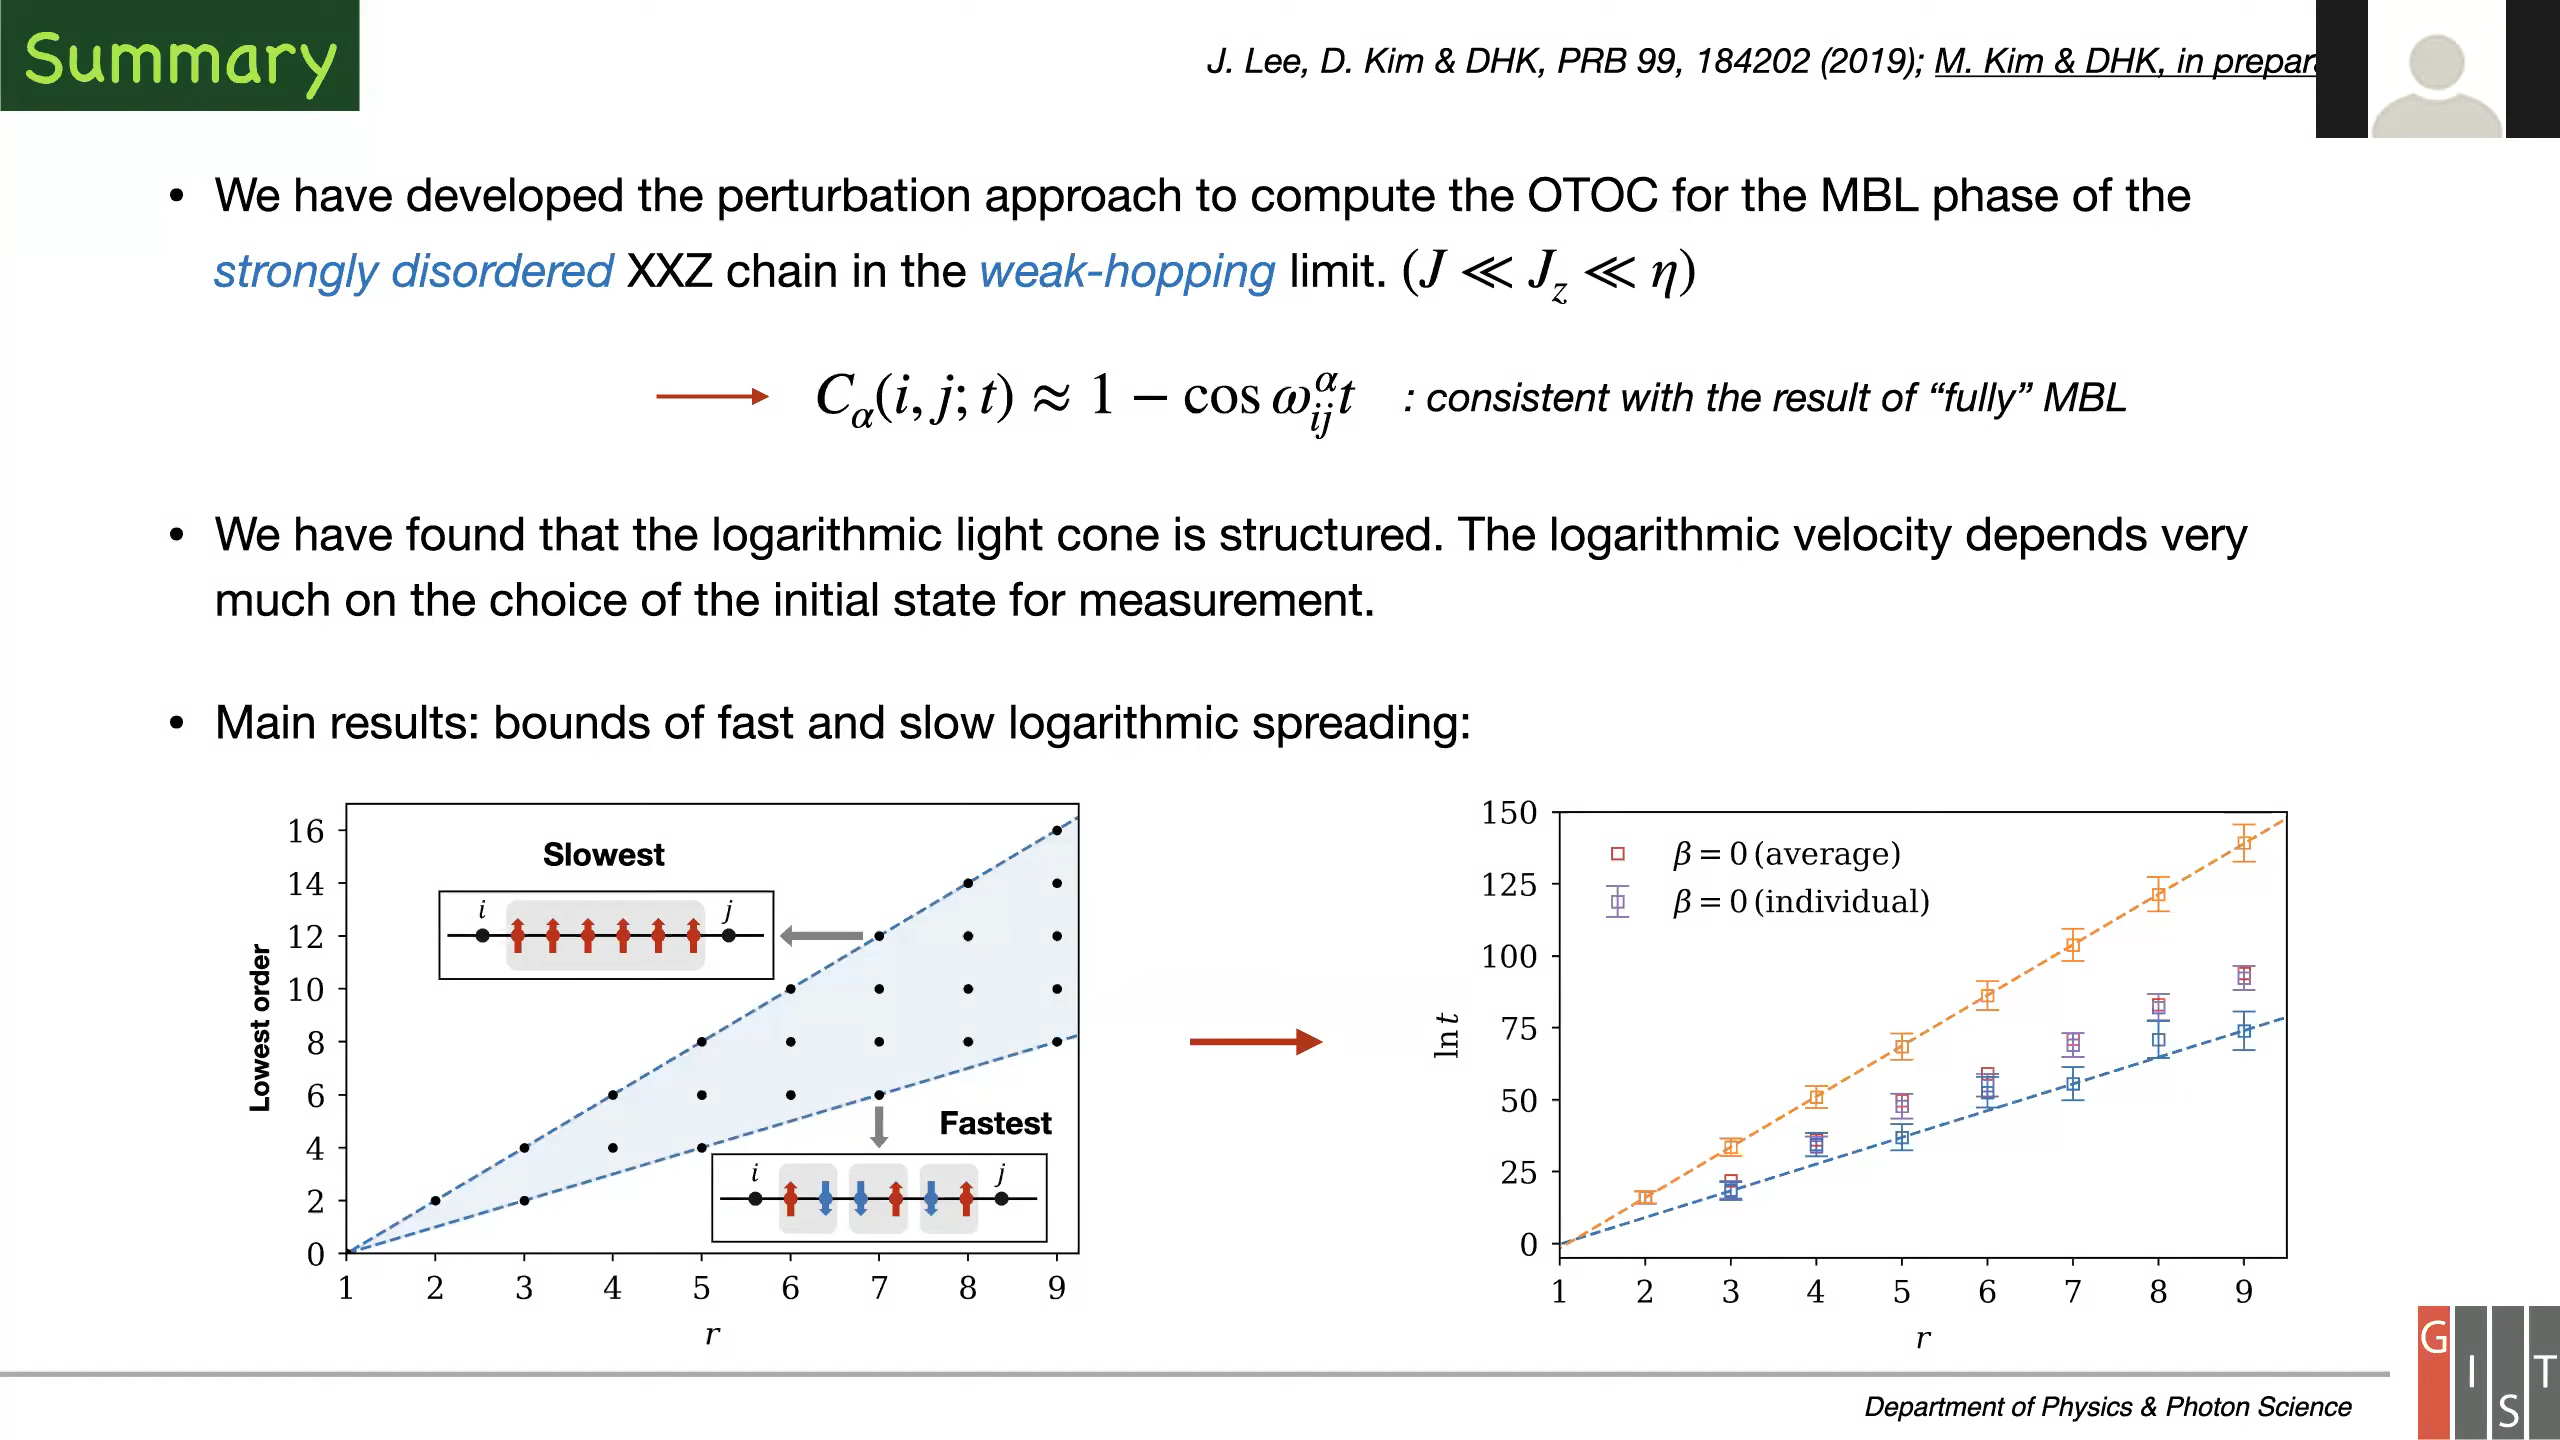 Summary
J. Lee, D. Kim & DHK, PRB 99, 184202 (2019); M. Kim & DHK, in
• We have developed the perturbation approach to compute the OTOC for the MBL phase of the
strongly disordered XXZ chain in the weak-hopping limit. (J ≪ J_z ≪ η)
C_α(i, j; t) ≈ 1 − cos ω_{ij}^α t : consistent with the result of “fully” MBL
• We have found that the logarithmic light cone is structured. The logarithmic velocity depends very
much on the choice of the initial state for measurement.
• Main results: bounds of fast and slow logarithmic spreading:
Lowest order
16
14
12
10
8
6
4
2
0
Slowest
i j
Fastest
i j
1 2 3 4 5 6 7 8 9
r
ln t
150
125
100
75
50
25
0
β = 0 (average)
β = 0 (individual)
1 2 3 4 5 6 7 8 9
r
Department of Physics & Photon Science
GIST